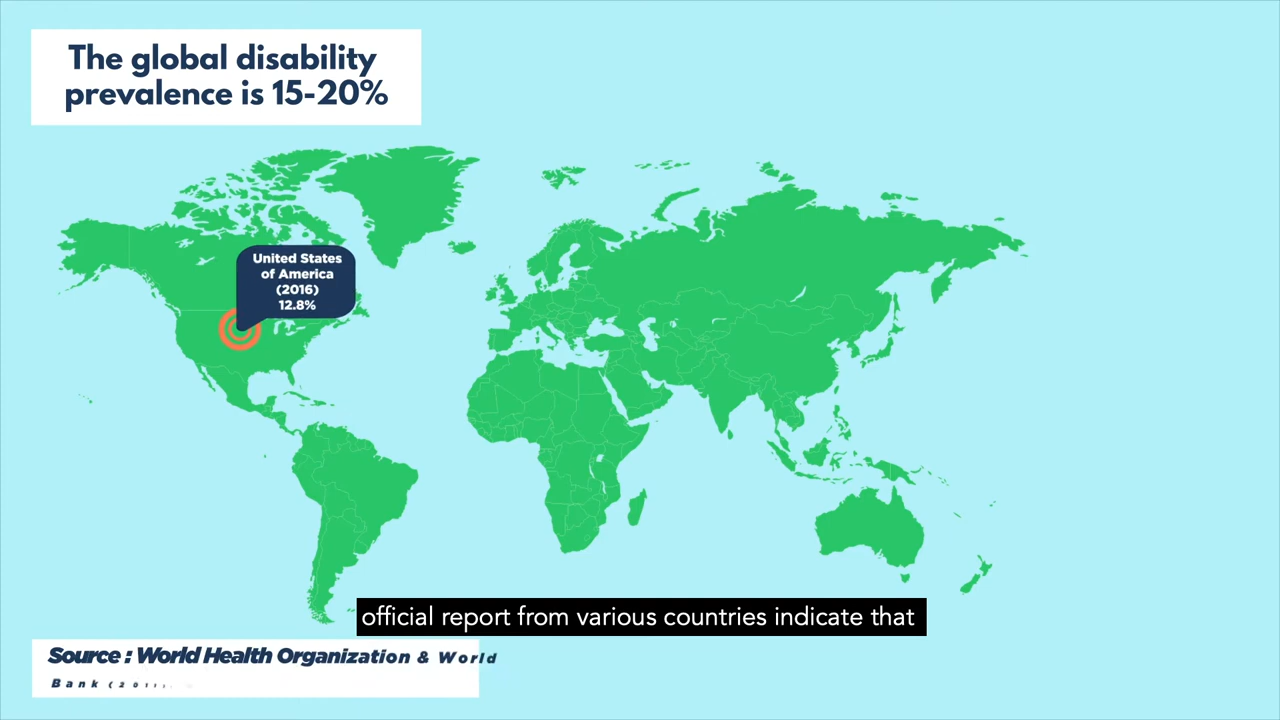 The global disability
prevalence is 15-20%
United States
of America
(2016)
12.8%
official report from various countries indicate that
Source : World Health Organization & World
Bank (2011).